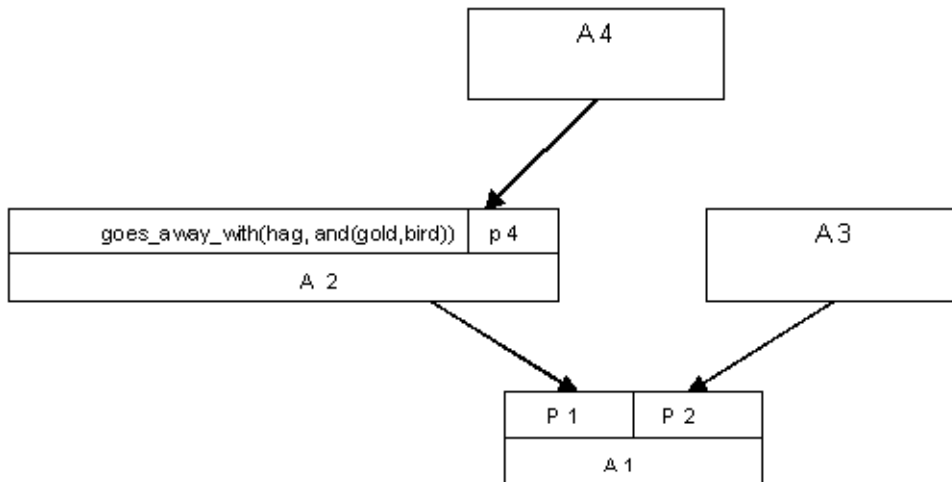 A 4
goes_away_with(hag, and(gold,bird)) p 4
A 2
A 3
P 1 P 2
A 1